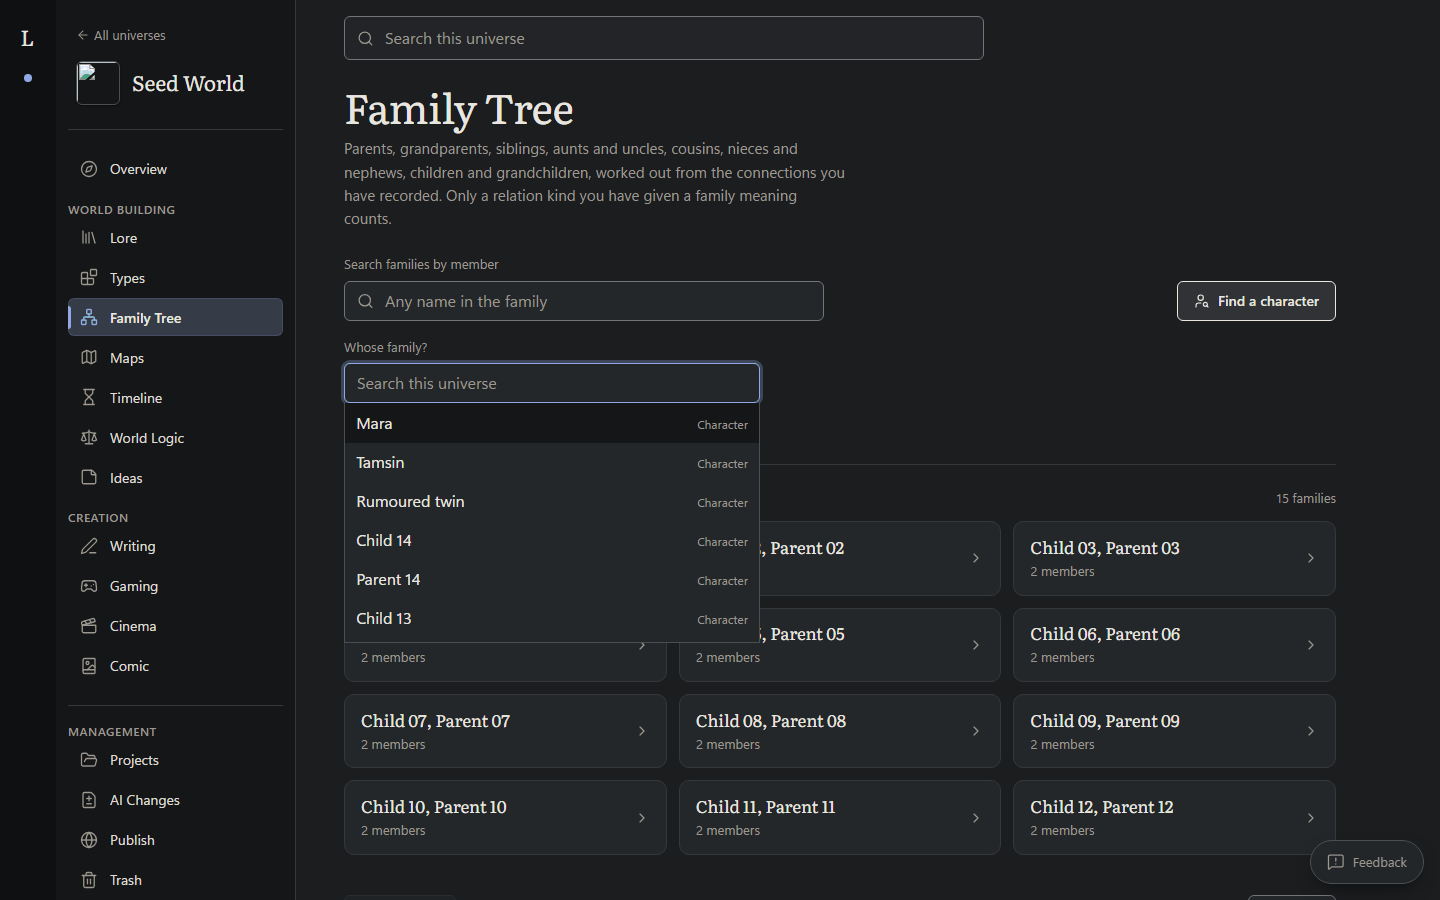 L
All universes
Seed World
Overview
WORLD BUILDING
Lore
Types
Family Tree
Maps
Timeline
World Logic
Ideas
CREATION
Writing
Gaming
Cinema
Comic
MANAGEMENT
Projects
AI Changes
Publish
Trash
Search this universe
Family Tree
Parents, grandparents, siblings, aunts and uncles, cousins, nieces and
nephews, children and grandchildren, worked out from the connections you
have recorded. Only a relation kind you have given a family meaning
counts.
Search families by member
Any name in the family
Find a character
Whose family?
Search this universe
Mara Character
Tamsin Character
Rumoured twin Character
Child 14 Character
Parent 14 Character
Child 13 Character
15 families
, Parent 02
Child 03, Parent 03
2 members
2 members
, Parent 05
2 members
Child 06, Parent 06
2 members
Child 07, Parent 07
2 members
Child 08, Parent 08
2 members
Child 09, Parent 09
2 members
Child 10, Parent 10
2 members
Child 11, Parent 11
2 members
Child 12, Parent 12
2 members
Feedback